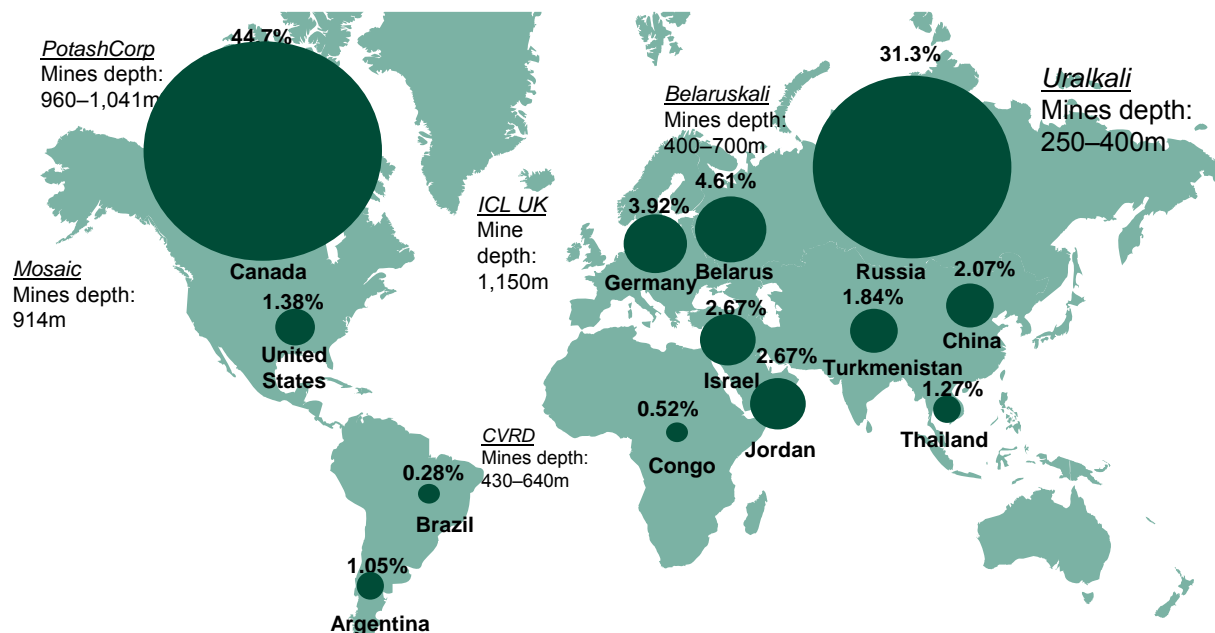 44.7%
PotashCorp
Mines depth:
960–1,041m
31.3%
Uralkali
Mines depth:
250–400m
Belaruskali
Mines depth:
400–700m
4.61%
3.92%
ICL UK
Mine
depth:
1,150m
Mosaic
Mines depth:
914m
Canada
Germany
Belarus
Russia
2.07%
1.38%
2.67%
1.84%
China
United
States
2.67%
Israel
Turkmenistan
1.27%
0.52%
Thailand
Jordan
Congo
CVRD
Mines depth:
430–640m
0.28%
Brazil
1.05%
Argentina